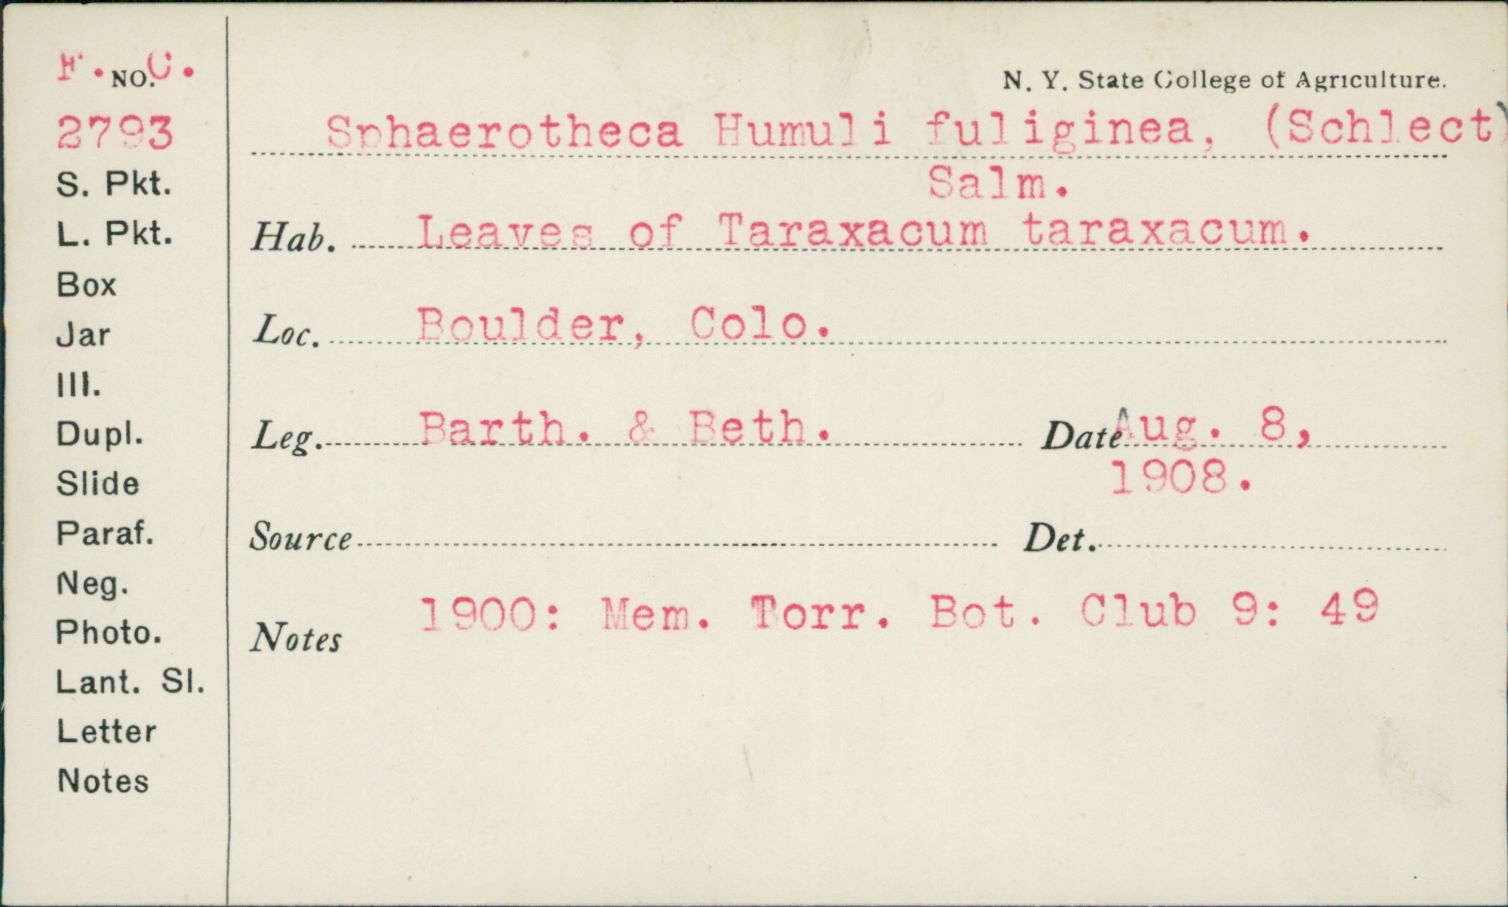 F. NO. C.
2793
S. Pkt.
L. Pkt.
Box
Jar
Ill.
Dupl.
Slide
Paraf.
Neg.
Photo.
Lant. Sl.
Letter
Notes
N. Y. State College of Agriculture.
Sphaerotheca Humuli fuliginea, (Schlect)
Salm.
Hab. Leaves of Taraxacum taraxacum.
Loc. Boulder, Colo.
Leg. Barth. & Beth. Date Aug. 8,
1908.
Source Det.
Notes 1900: Mem. Torr. Bot. Club 9: 49